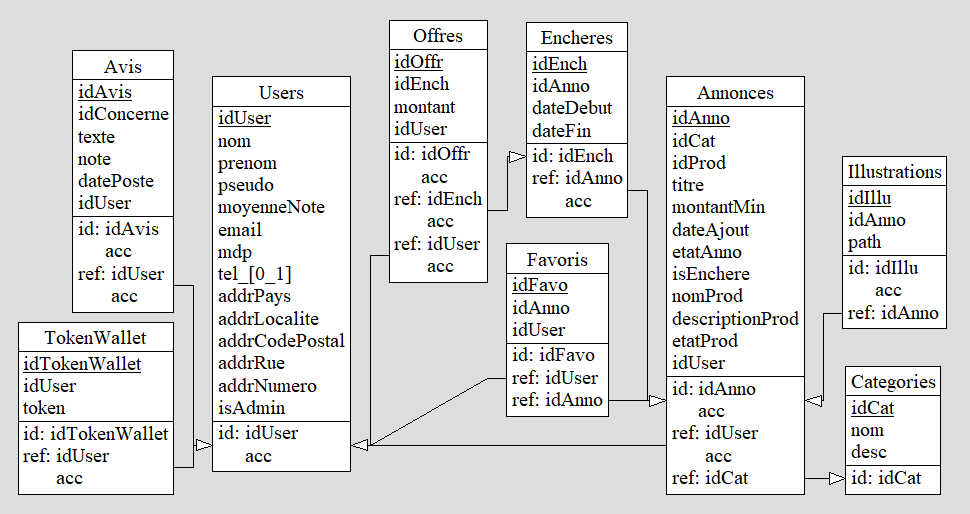 Avis
idAvis
idConcerne
texte
note
datePoste
idUser
id: idAvis
acc
ref: idUser
acc
TokenWallet
idTokenWallet
idUser
token
id: idTokenWallet
ref: idUser
acc
Users
idUser
nom
prenom
pseudo
moyenneNote
email
mdp
tel_[0_1]
addrPays
addrLocalite
addrCodePostal
addrRue
addrNumero
isAdmin
id: idUser
acc
Offres
idOffr
idEnch
montant
idUser
id: idOffr
acc
ref: idEnch
acc
ref: idUser
acc
Encheres
idEnch
idAnno
dateDebut
dateFin
id: idEnch
ref: idAnno
acc
Favoris
idFavo
idAnno
idUser
id: idFavo
ref: idUser
ref: idAnno
Annonces
idAnno
idCat
idProd
titre
montantMin
dateAjout
etatAnno
isEnchere
nomProd
descriptionProd
etatProd
idUser
id: idAnno
acc
ref: idUser
acc
ref: idCat
Illustrations
idIllu
idAnno
path
id: idIllu
acc
ref: idAnno
Categories
idCat
nom
desc
id: idCat